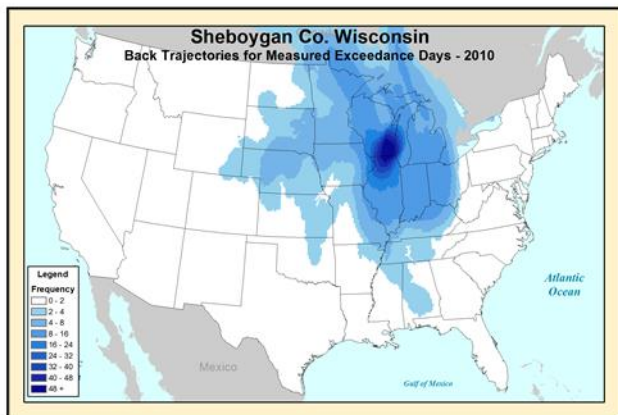 Sheboygan Co. Wisconsin
Back Trajectories for Measured Exceedance Days - 2010
Legend
Frequency
0 - 2
2 - 4
4 - 8
8 - 16
16 - 24
24 - 32
32 - 40
40 - 48
48 +
Atlantic
Ocean
Mexico
Gulf of Mexico